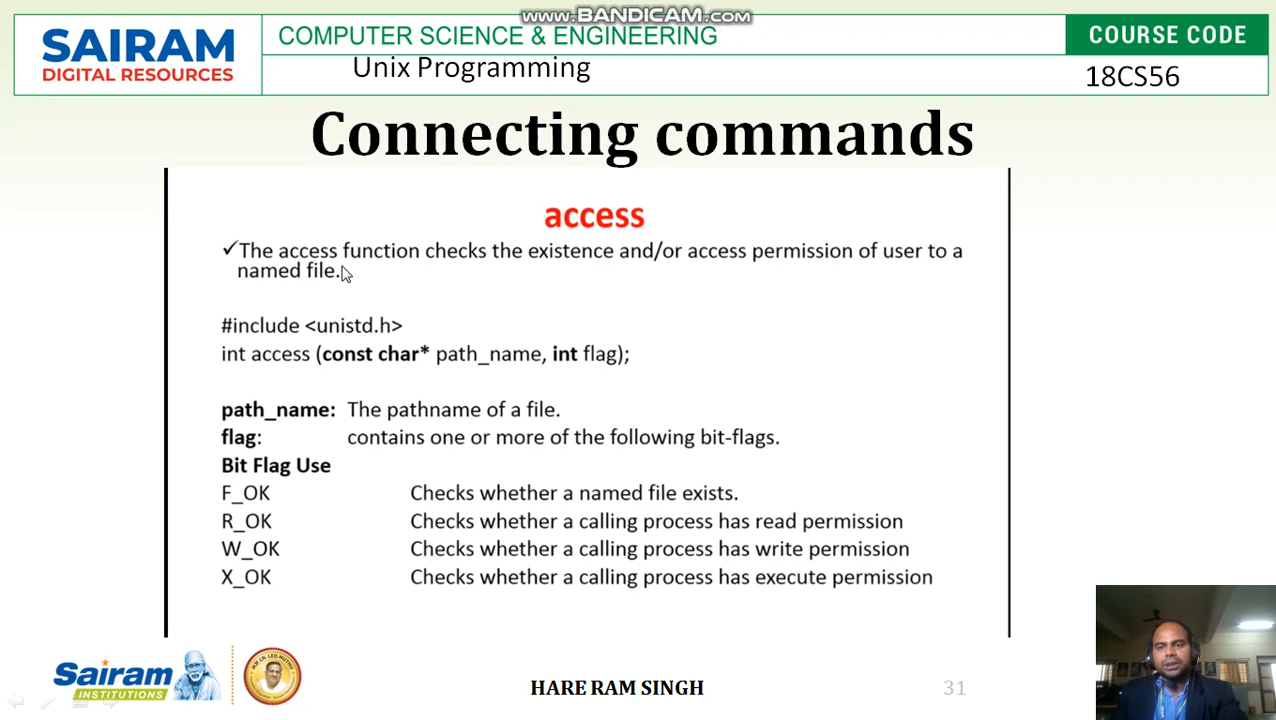 www.BANDICAM.com
SAIRAM
DIGITAL RESOURCES
COMPUTER SCIENCE & ENGINEERING
COURSE CODE
Unix Programming
18CS56
Connecting commands
access
✓The access function checks the existence and/or access permission of user to a
named file.
#include <unistd.h>
int access (const char* path_name, int flag);
path_name: The pathname of a file.
flag: contains one or more of the following bit-flags.
Bit Flag Use
F_OK Checks whether a named file exists.
R_OK Checks whether a calling process has read permission
W_OK Checks whether a calling process has write permission
X_OK Checks whether a calling process has execute permission
Sairam
INSTITUTIONS
HARE RAM SINGH
31